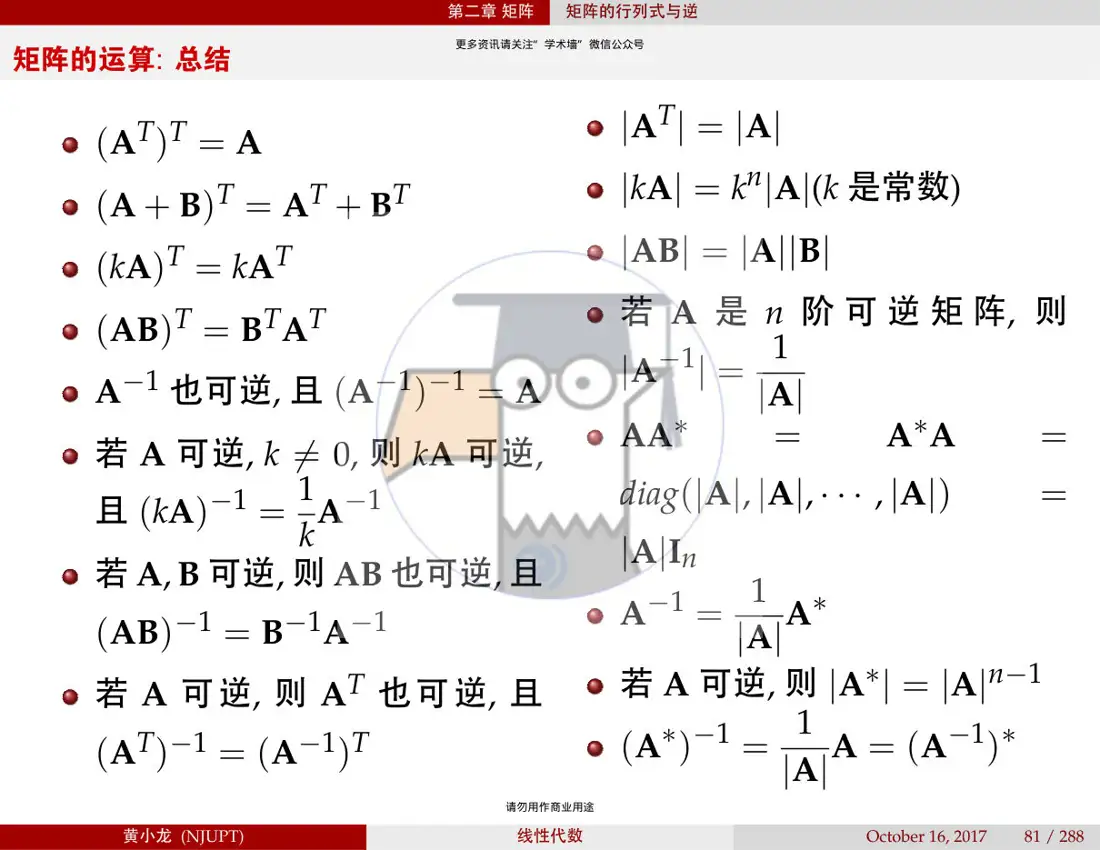 第二章 矩阵 矩阵的行列式与逆
更多资讯请关注“学术墙”微信公众号
矩阵的运算: 总结
(A^T)^T = A
(A + B)^T = A^T + B^T
(kA)^T = kA^T
(AB)^T = B^T A^T
A^{-1} 也可逆, 且 (A^{-1})^{-1} = A
若 A 可逆, k ≠ 0, 则 kA 可逆,
且 (kA)^{-1} = \frac{1}{k}A^{-1}
若 A, B 可逆, 则 AB 也可逆, 且
(AB)^{-1} = B^{-1}A^{-1}
若 A 可逆, 则 A^T 也可逆, 且
(A^T)^{-1} = (A^{-1})^T
|A^T| = |A|
|kA| = k^n|A|(k 是常数)
|AB| = |A||B|
若 A 是 n 阶可逆矩阵, 则
|A^{-1}| = \frac{1}{|A|}
AA* = A*A =
diag(|A|, |A|, ··· , |A|) =
|A|I_n
A^{-1} = \frac{1}{|A|}A*
若 A 可逆, 则 |A*| = |A|^{n-1}
(A*)^{-1} = \frac{1}{|A|}A = (A^{-1})*
请勿用作商业用途
黄小龙 (NJUPT) 线性代数 October 16, 2017 81 / 288